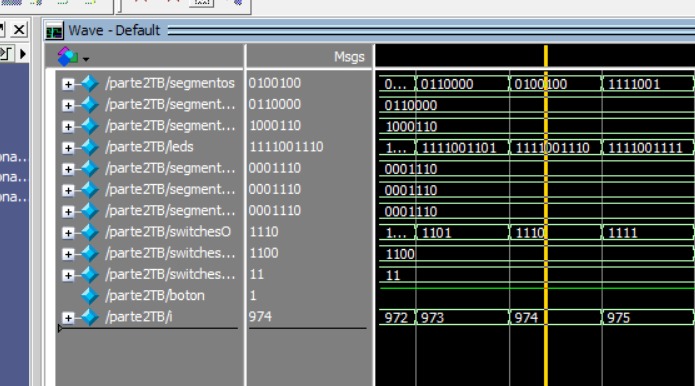 Wave - Default
Msgs
/parte2TB/segmentos 0100100 0... 0110000 0100100 1111001
/parte2TB/segment... 0110000 0110000
/parte2TB/segment... 1000110 1000110
/parte2TB/leds 1111001110 1... 1111001101 1111001110 1111001111
/parte2TB/segment... 0001110 0001110
/parte2TB/segment... 0001110 0001110
/parte2TB/segment... 0001110 0001110
/parte2TB/switchesO 1110 1... 1101 1110 1111
/parte2TB/switches... 1100 1100
/parte2TB/switches... 11 11
/parte2TB/boton 1
/parte2TB/i 974 972 973 974 975
ona...
ona...
ona...